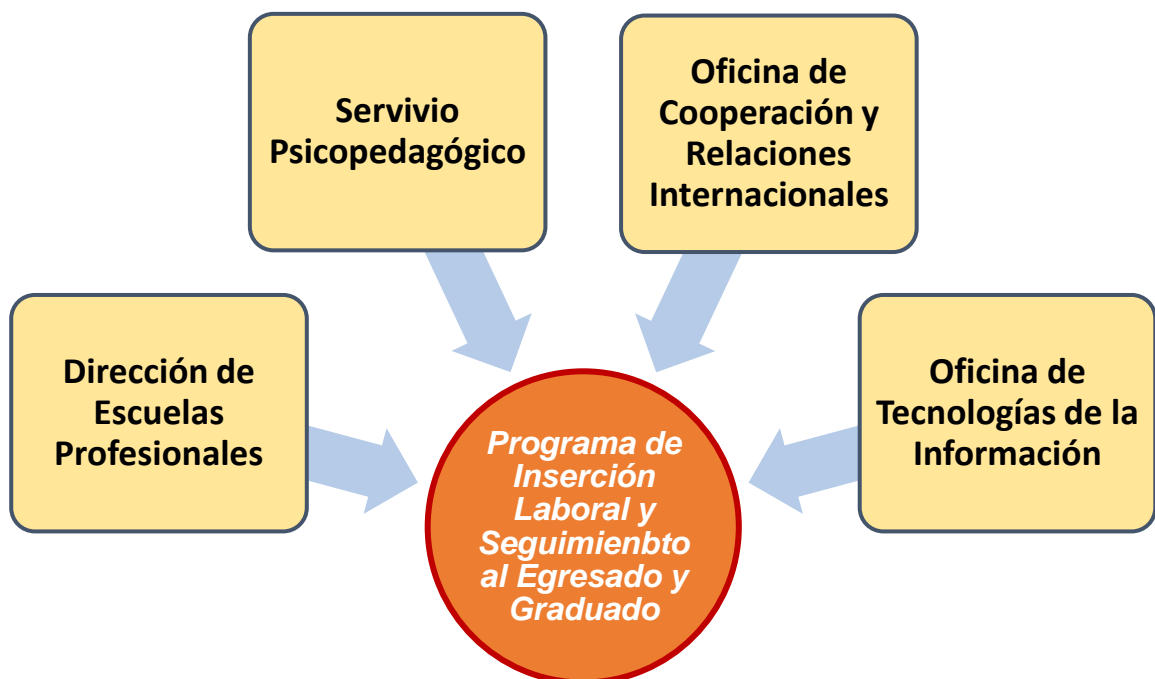 Servivio
Psicopedagógico
Oficina de
Cooperación y
Relaciones
Internacionales
Dirección de
Escuelas
Profesionales
Oficina de
Tecnologías de la
Información
Programa de
Inserción
Laboral y
Seguimienbto
al Egresado y
Graduado